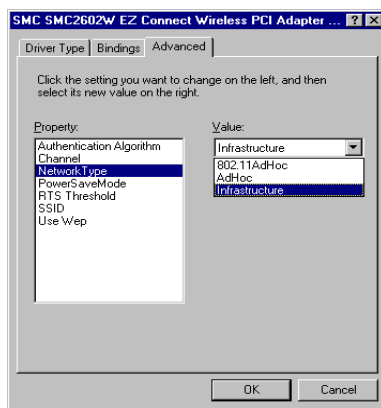 SMC SMC2602W EZ Connect Wireless PCI Adapter ...
Driver Type Bindings Advanced
Click the setting you want to change on the left, and then
select its new value on the right.
Property:
Authentication Algorithm
Channel
NetworkType
PowerSaveMode
RTS Threshold
SSID
Use Wep
Value:
Infrastructure
802.11AdHoc
AdHoc
Infrastructure
OK Cancel